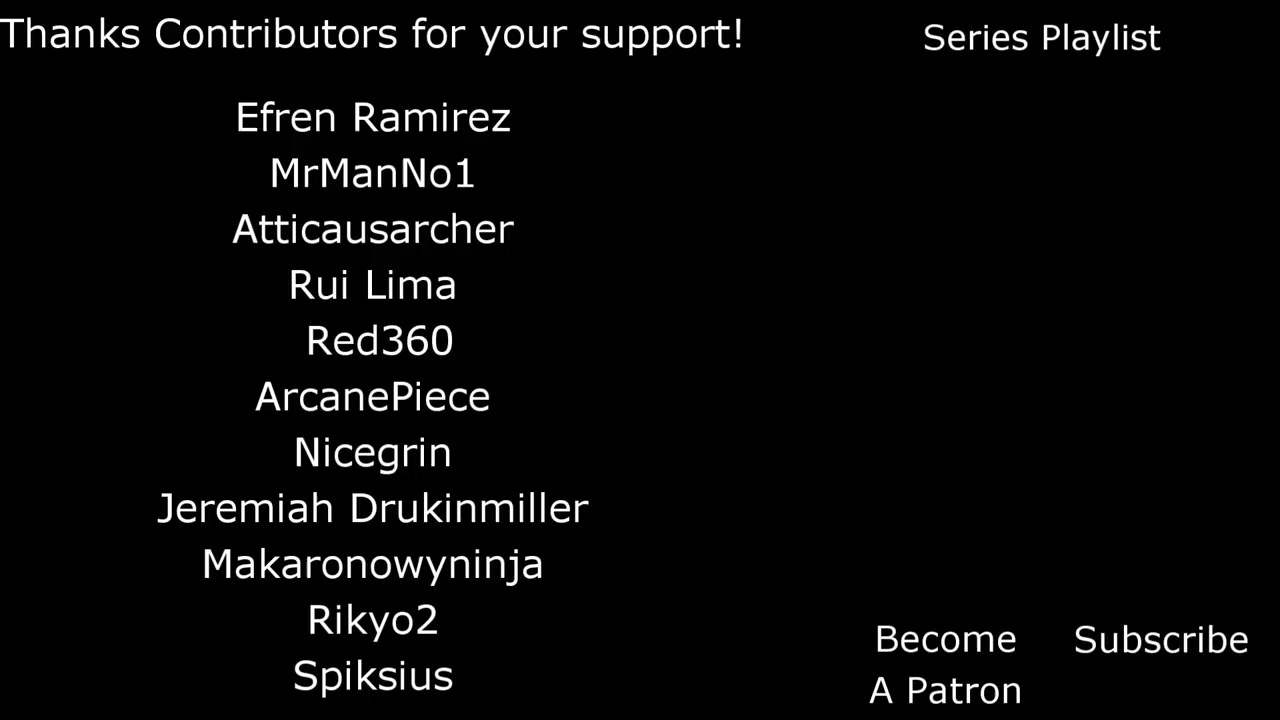 Thanks Contributors for your support!
Series Playlist
Efren Ramirez
MrManNo1
Atticausarcher
Rui Lima
Red360
ArcanePiece
Nicegrin
Jeremiah Drukinmiller
Makaronowyninja
Rikyo2
Spiksius
Become
A Patron
Subscribe